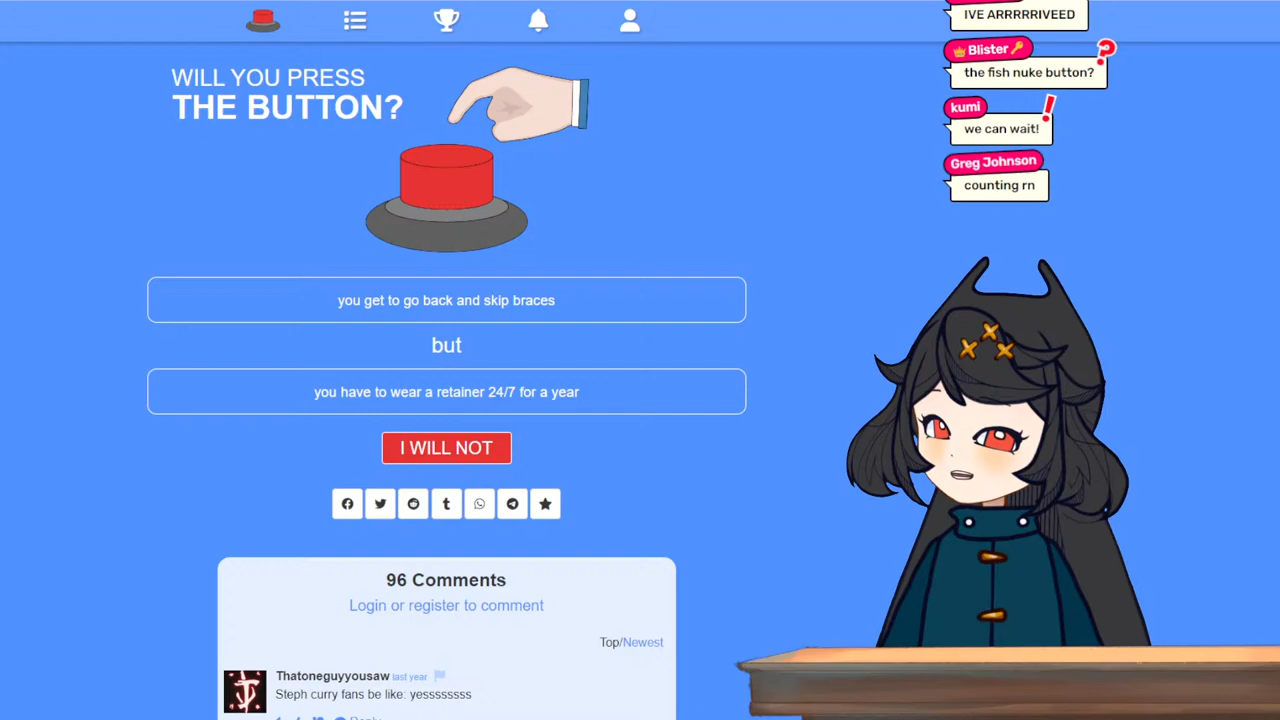 WILL YOU PRESS
THE BUTTON?
you get to go back and skip braces
but
you have to wear a retainer 24/7 for a year
I WILL NOT
96 Comments
Login or register to comment
Top/Newest
Thatoneguyyousaw last year
Steph curry fans be like: yessssssss
Reply
IVE ARRRRRIVEED
Blister
the fish nuke button?
kumi
we can wait!
Greg Johnson
counting rn